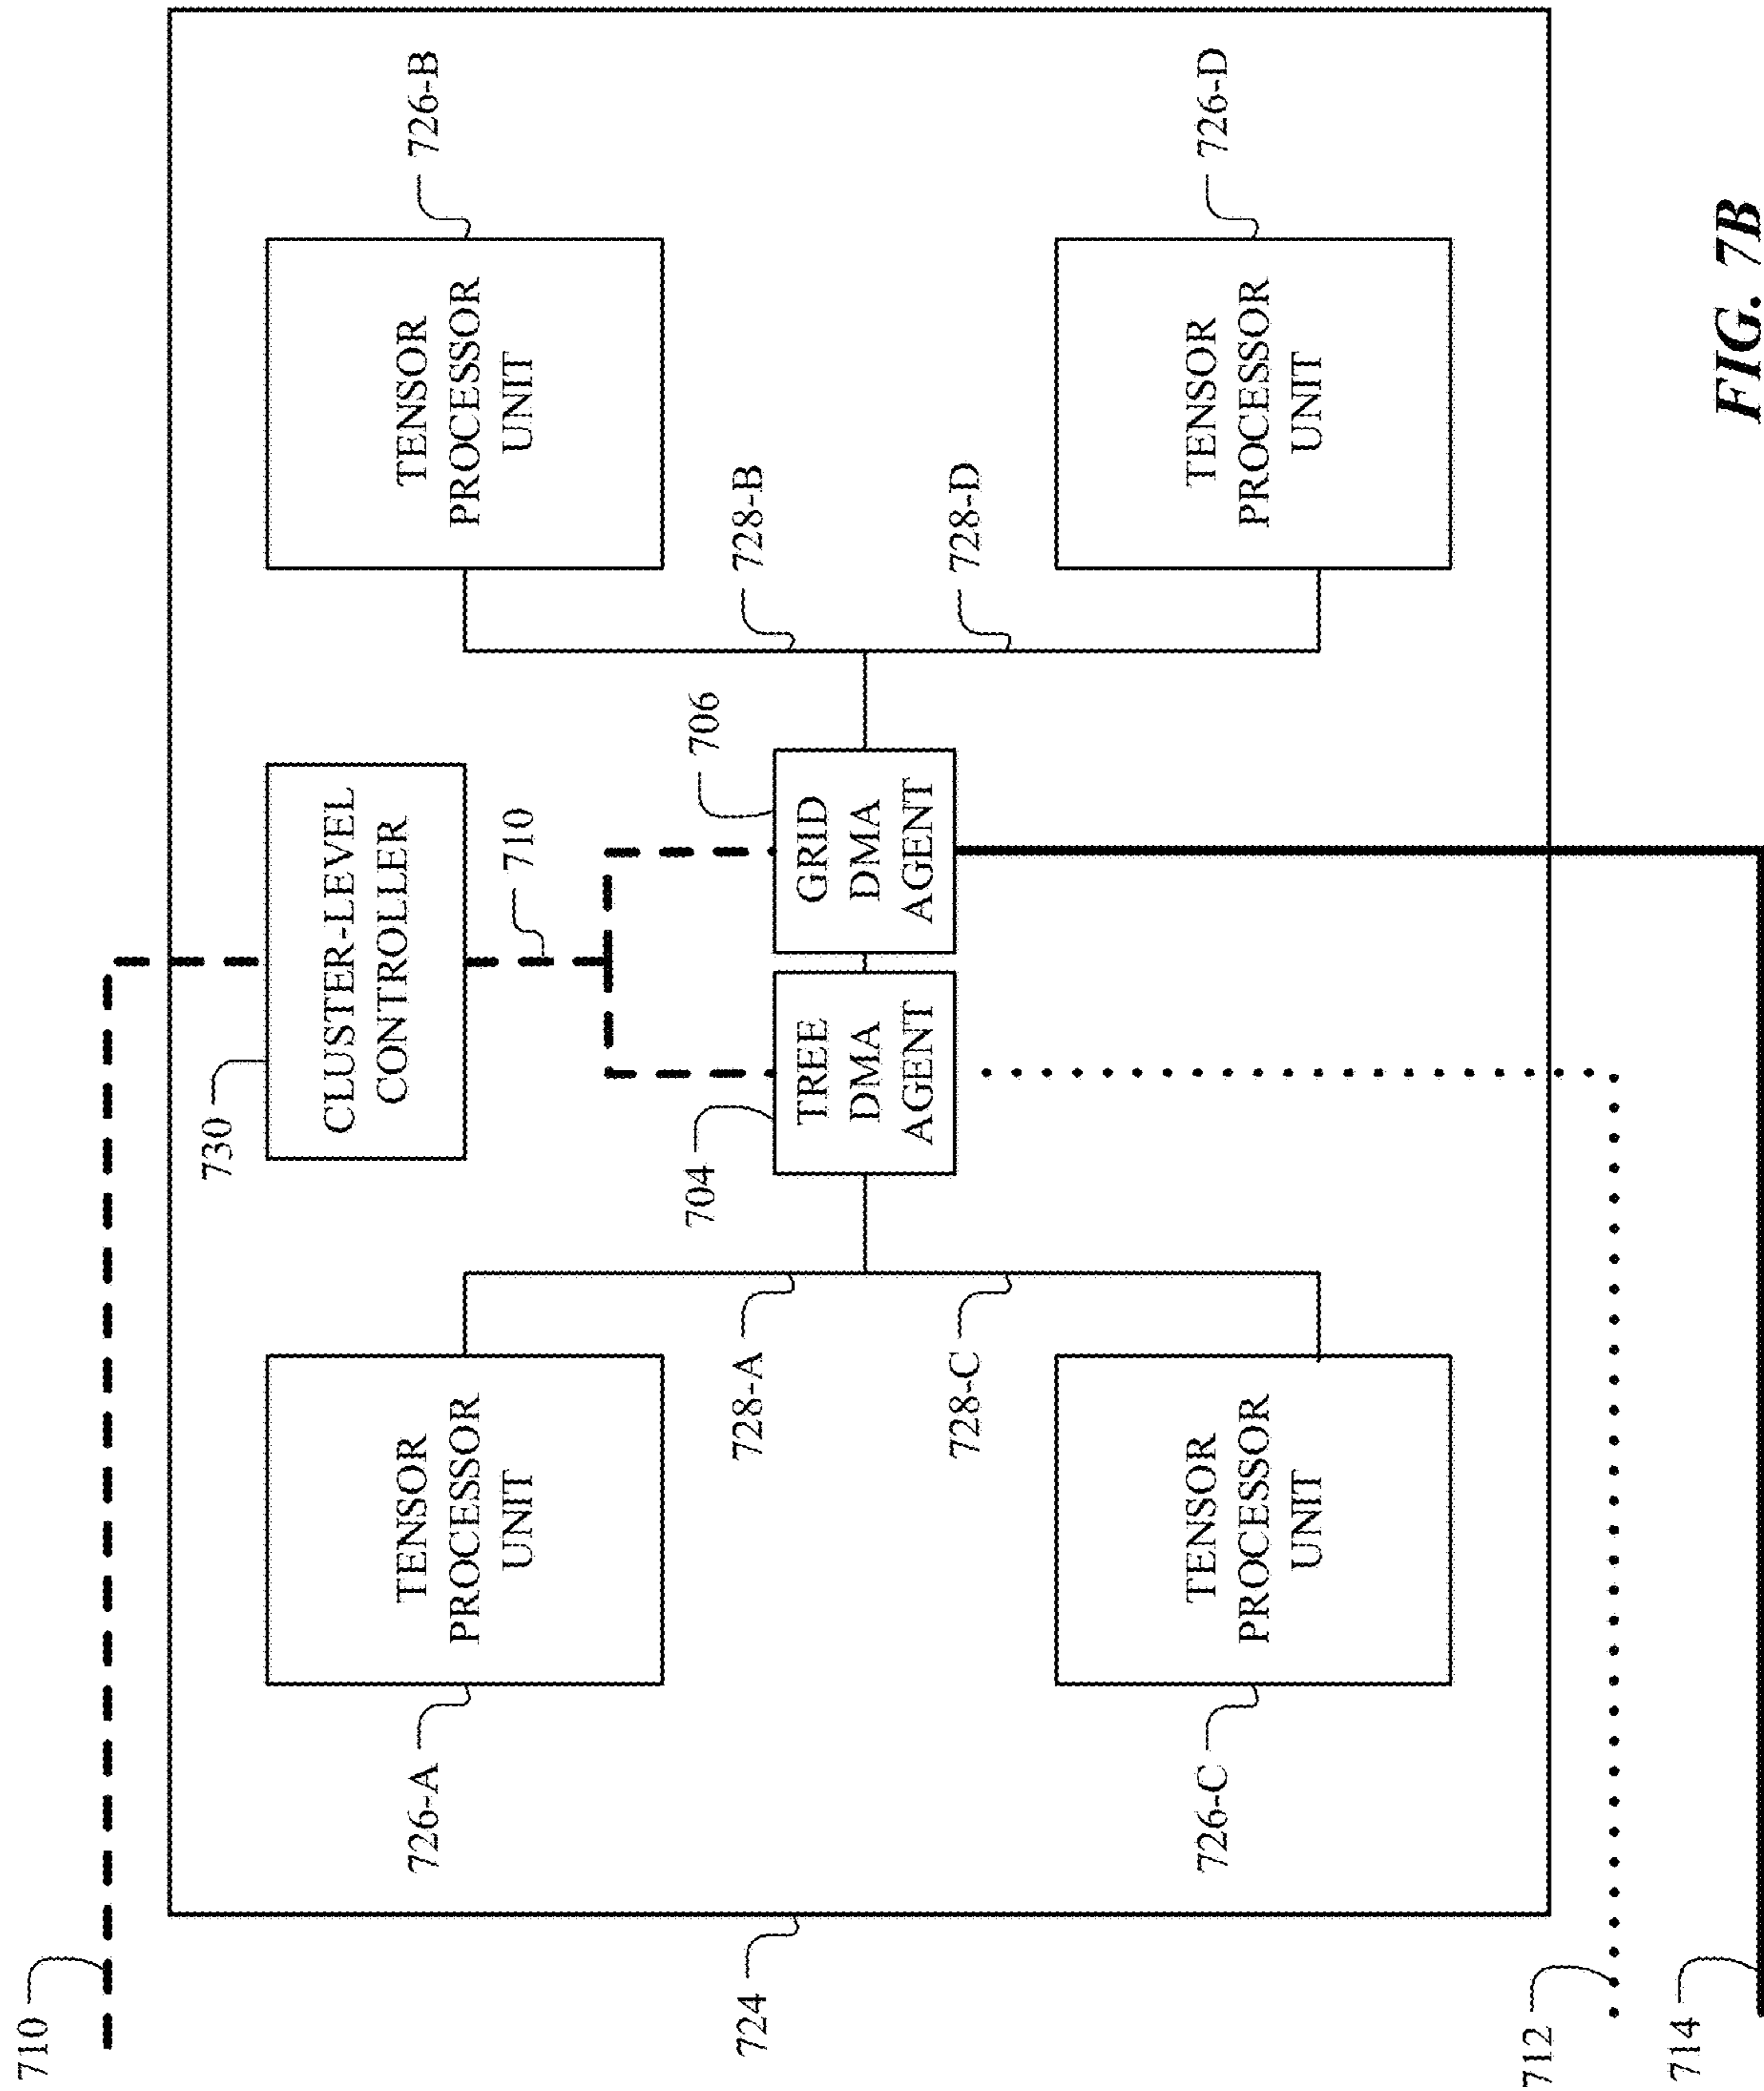 710
730
CLUSTER-LEVEL
CONTROLLER
710
726-A
TENSOR
PROCESSOR
UNIT
726-B
TENSOR
PROCESSOR
UNIT
724
728-A
704
TREE
DMA
AGENT
706
GRID
DMA
AGENT
728-B
728-C
728-D
726-C
TENSOR
PROCESSOR
UNIT
726-D
TENSOR
PROCESSOR
UNIT
712
714
FIG. 7B